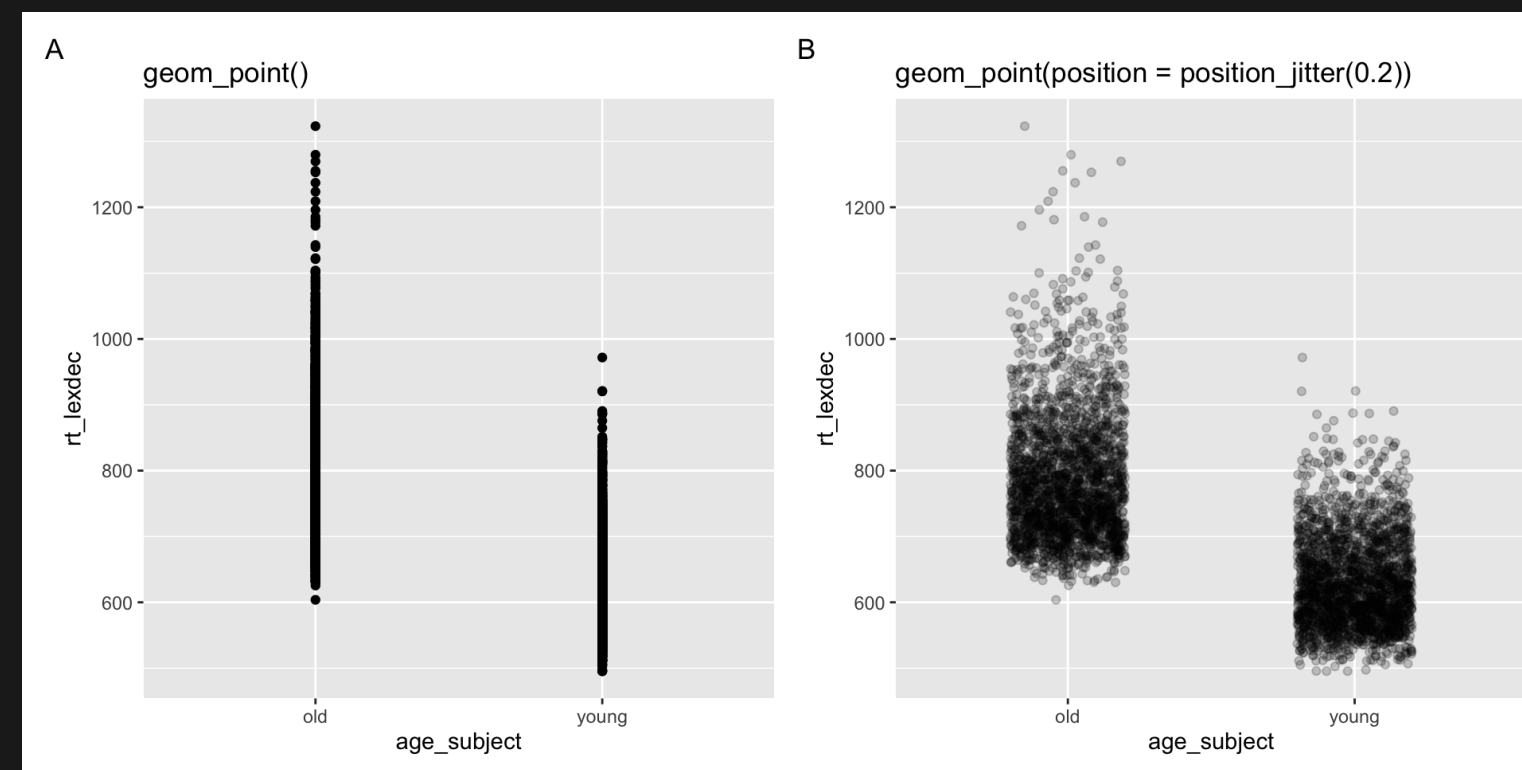 A
geom_point()
1200
1000
800
600
rt_lexdec
old
young
age_subject
B
geom_point(position = position_jitter(0.2))
1200
1000
800
600
rt_lexdec
old
young
age_subject